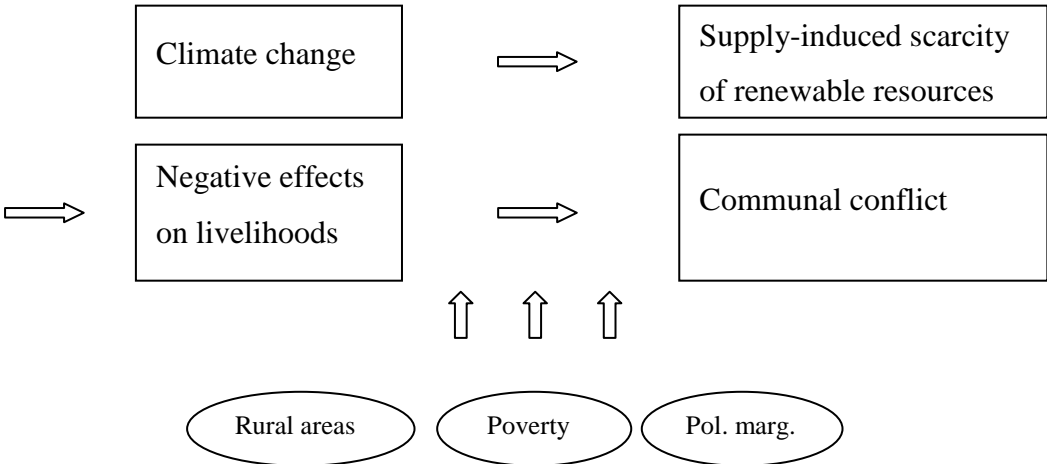 Climate change
Supply-induced scarcity
of renewable resources
Negative effects
on livelihoods
Communal conflict
Rural areas
Poverty
Pol. marg.